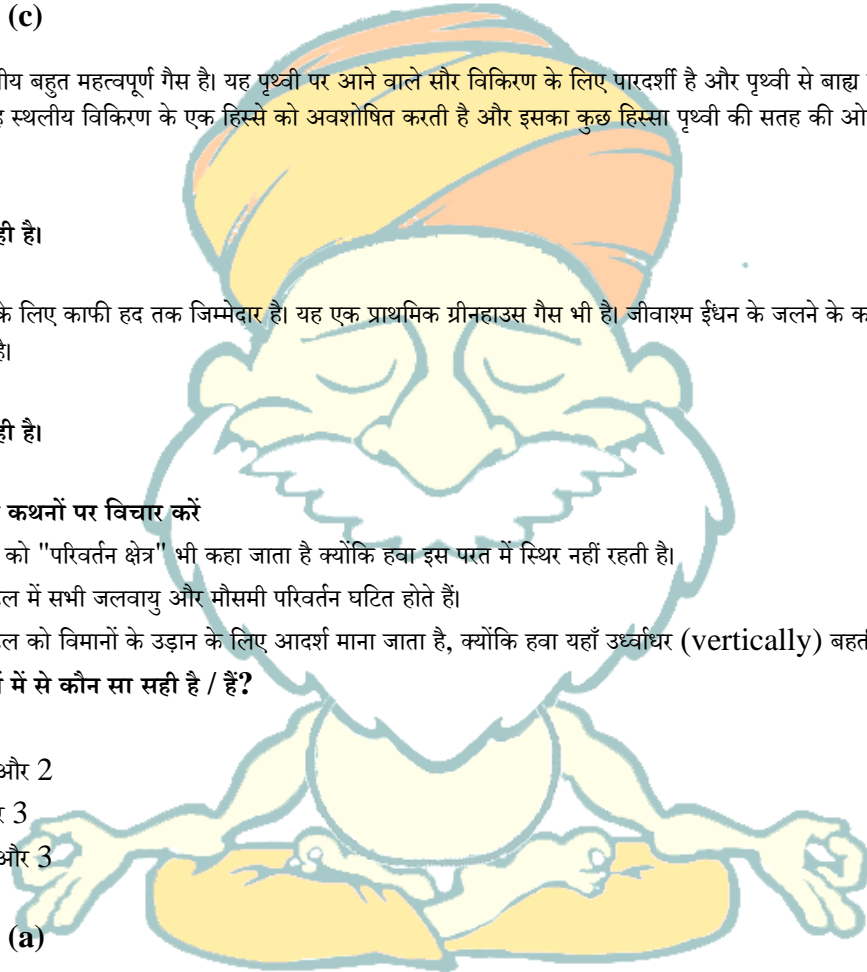 (c)
ीय बहुत महत्वपूर्ण गैस है। यह पृथ्वी पर आने वाले सौर विकिरण के लिए पारदर्शी है और पृथ्वी से बाह्य
स्थलीय विकिरण के एक हिस्से को अवशोषित करती है और इसका कुछ हिस्सा पृथ्वी की सतह की ओ
ही है।
के लिए काफी हद तक जिम्मेदार है। यह एक प्राथमिक ग्रीनहाउस गैस भी है। जीवाश्म ईंधन के जलने के क
है।
ही है।
कथनों पर विचार करें
को "परिवर्तन क्षेत्र" भी कहा जाता है क्योंकि हवा इस परत में स्थिर नहीं रहती है।
ल में सभी जलवायु और मौसमी परिवर्तन घटित होते हैं।
ल को विमानों के उड़ान के लिए आदर्श माना जाता है, क्योंकि हवा यहाँ उर्ध्वाधर (vertically) बहत
में से कौन सा सही है / हैं?
और 2
र 3
और 3
(a)